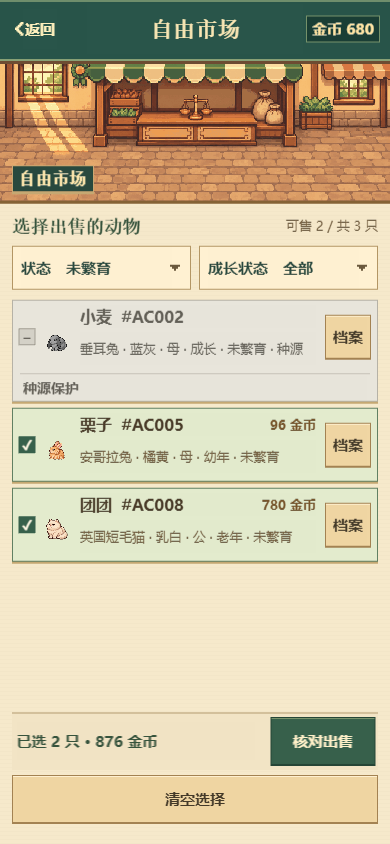 返回
自由市场
金币 680
自由市场
选择出售的动物
可售 2 / 共 3 只
状态 未繁育
成长状态 全部
小麦 #AC002
垂耳兔 · 蓝灰 · 母 · 成长 · 未繁育 · 种源
档案
种源保护
栗子 #AC005
96 金币
安哥拉兔 · 橘黄 · 母 · 幼年 · 未繁育
档案
团团 #AC008
780 金币
英国短毛猫 · 乳白 · 公 · 老年 · 未繁育
档案
已选 2 只 · 876 金币
核对出售
清空选择